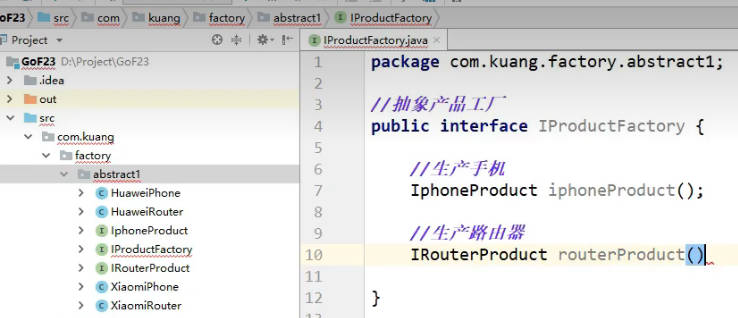 GoF23 src com kuang factory abstract1 IProductFactory
Project
IProductFactory.java
GoF23 D:\Project\GoF23
.idea
out
src
com.kuang
factory
abstract1
HuaweiPhone
HuaweiRouter
IphoneProduct
IProductFactory
IRouterProduct
XiaomiPhone
XiaomiRouter
1 package com.kuang.factory.abstract1;
2
3 //抽象产品工厂
4 public interface IProductFactory {
5
6 //生产手机
7 IphoneProduct iphoneProduct();
8
9 //生产路由器
10 IRouterProduct routerProduct()
11
12 }